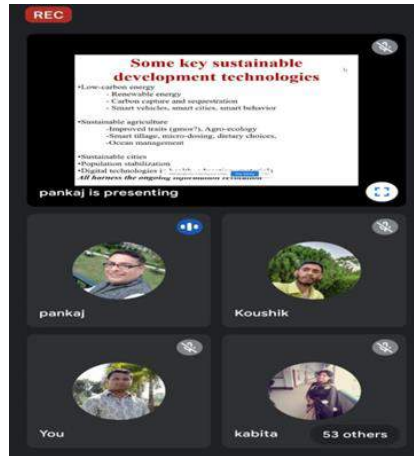 REC
Some key sustainable
development technologies
•Low-carbon energy
- Renewable energy
- Carbon capture and sequestration
- Smart vehicles, smart cities, smart behavior
•Sustainable agriculture
-Improved traits (gmor?), Agro-ecology
-Smart tillage, micro-dosing, dietary choices,
-Ocean management
•Sustainable cities
•Population stabilization
•Digital technologies
All harness the ongoing information revolution
pankaj is presenting
pankaj
Koushik
You
kabita
53 others